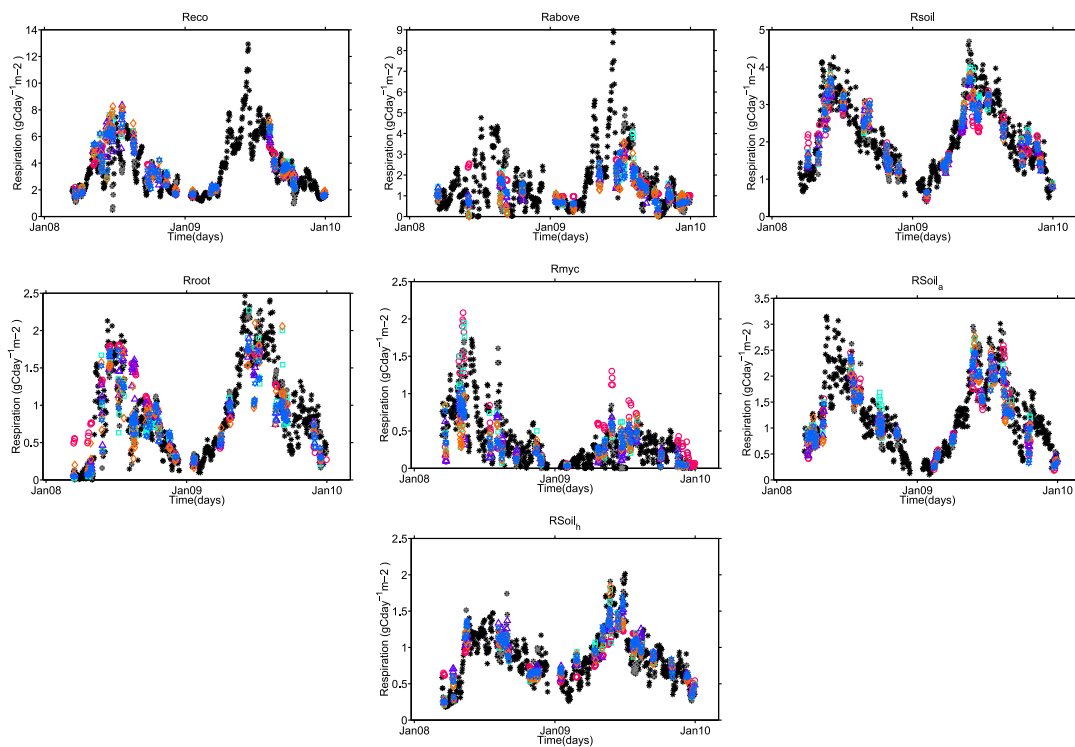 Reco
Respiration (gCday⁻¹m−2)
14
12
10
8
6
4
2
0
Jan08
Jan09
Jan10
Time(days)
Rabove
Respiration (gCday⁻¹m−2)
9
8
7
6
5
4
3
2
1
0
Jan08
Jan09
Jan10
Time(days)
Rsoil
Respiration (gCday⁻¹m−2)
5
4
3
2
1
0
Jan08
Jan09
Jan10
Time(days)
Rroot
Respiration (gCday⁻¹m−2)
2.5
2
1.5
1
0.5
0
Jan08
Jan09
Jan10
Time(days)
Rmyc
Respiration (gCday⁻¹m−2)
2.5
2
1.5
1
0.5
0
Jan08
Jan09
Jan10
Time(days)
RSoilₐ
Respiration (gCday⁻¹m−2)
3.5
3
2.5
2
1.5
1
0.5
0
Jan08
Jan09
Jan10
Time(days)
RSoilₕ
Respiration (gCday⁻¹m−2)
2.5
2
1.5
1
0.5
0
Jan08
Jan09
Jan10
Time(days)